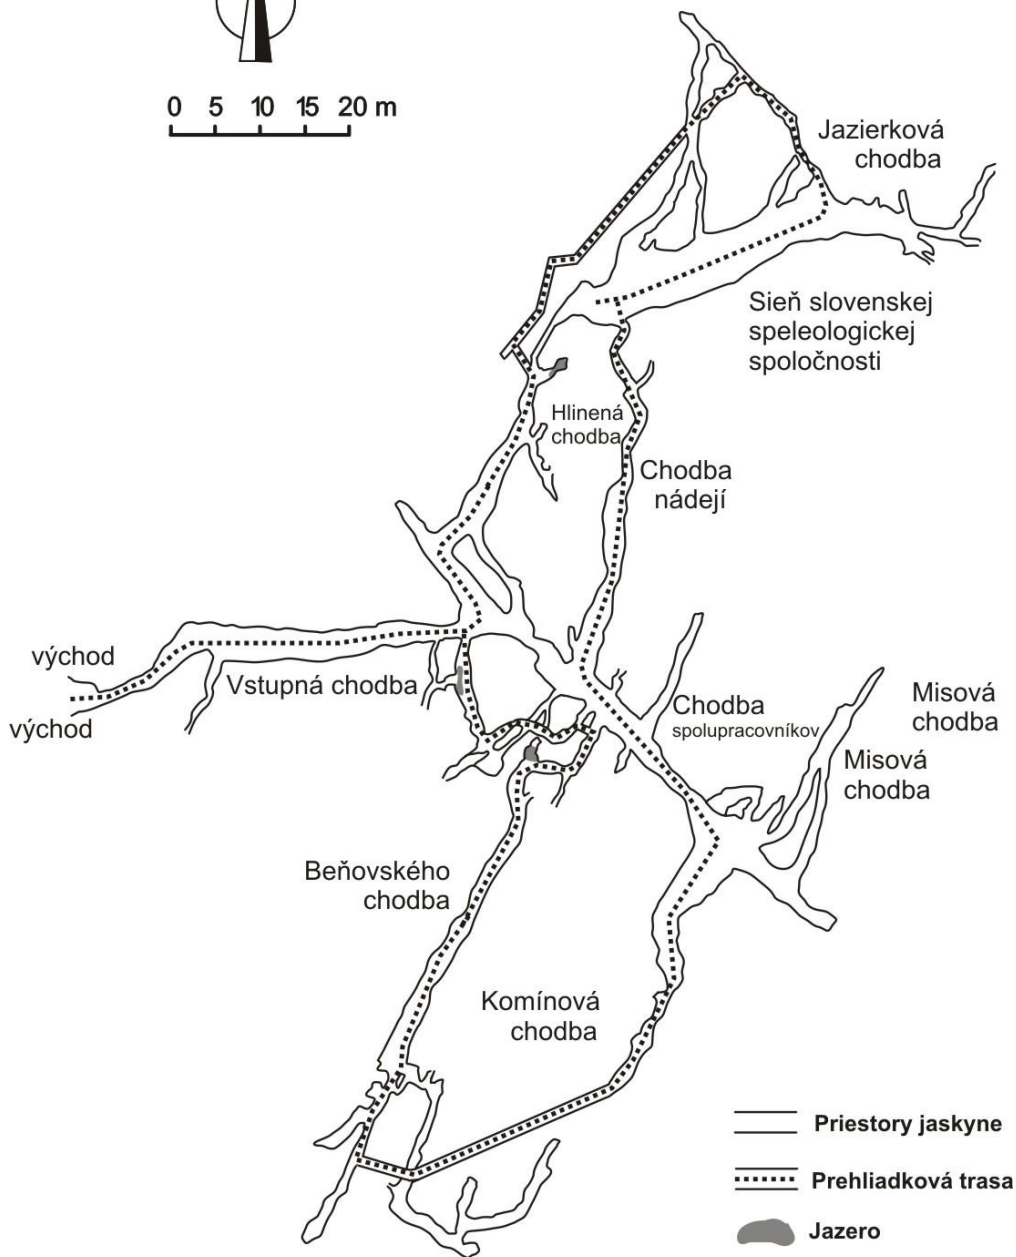 0 5 10 15 20 m
Jazierková
chodba
Sieň slovenskej
speleologickej
spoločnosti
Hlinená
chodba
Chodba
nádejí
východ
Vstupná chodba
východ
Chodba
spolupracovníkov
Misová
chodba
Misová
chodba
Beňovského
chodba
Komínová
chodba
Priestory jaskyne
Prehliadková trasa
Jazero